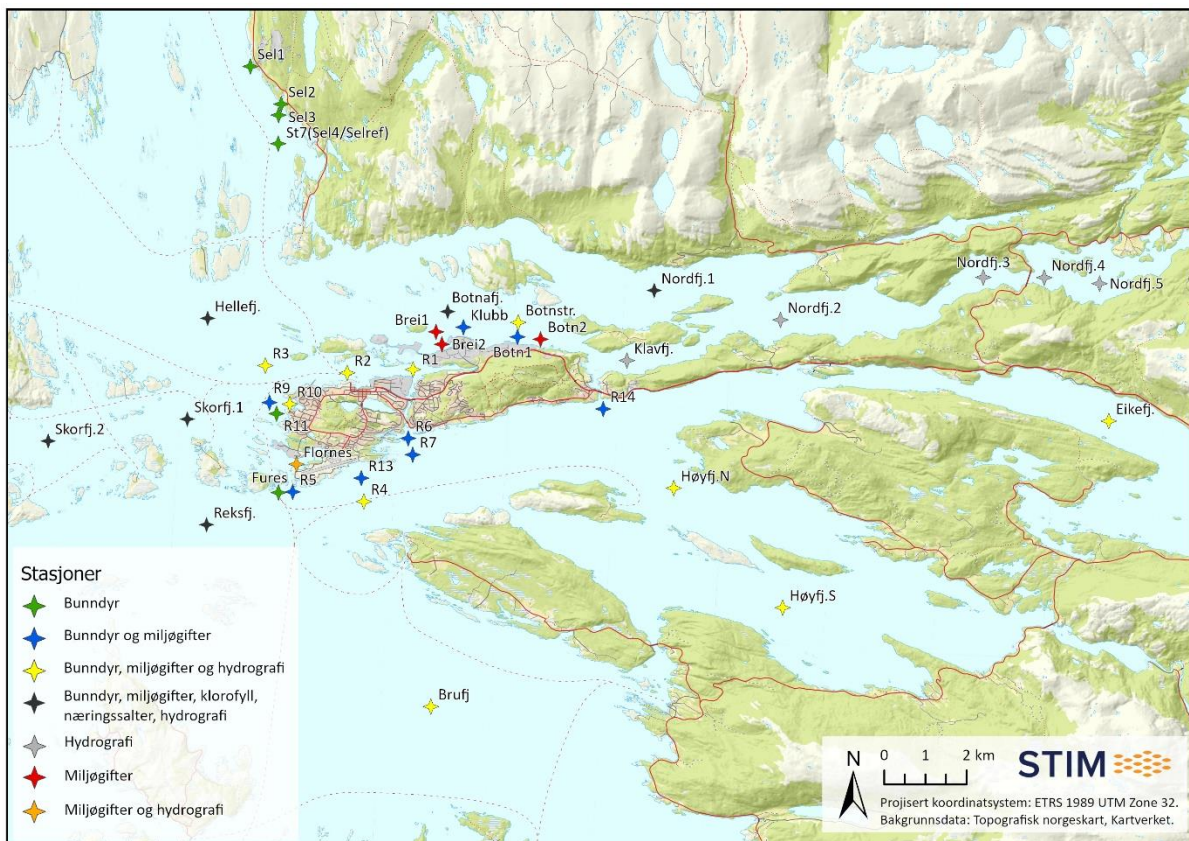 Sel1
Sel2
Sel3
St7(Sel4/Selref)
Nordfj.3
Nordfj.4
Nordfj.5
Nordfj.1
Botnafj.
Botnstr.
Klubb
Nordfj.2
Hellefj.
Brei1
Brei2
Botn2
Botn1
Klavfj.
R3
R2
R1
R9
R10
R14
Skorfj.1
Eikefj.
R11
R6
Skorfj.2
R7
Flornes
R13
Fures
R5
R4
Høyfj.N
Reksfj.
Høyfj.S
Brufj
Stasjoner
Bunndyr
Bunndyr og miljøgifter
Bunndyr, miljøgifter og hydrografi
Bunndyr, miljøgifter, klorofyll,
næringssalter, hydrografi
Hydrografi
Miljøgifter
Miljøgifter og hydrografi
N
0 1 2 km
STIM
Projisert koordinatsystem: ETRS 1989 UTM Zone 32.
Bakgrunnsdata: Topografisk norgeskart, Kartverket.